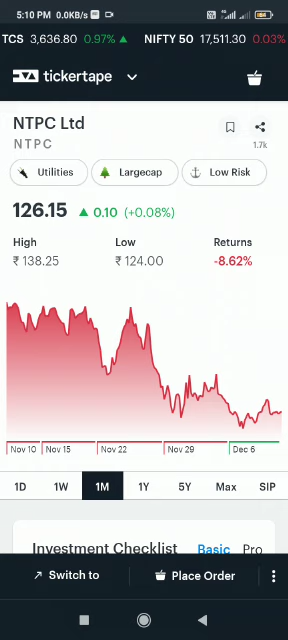 5:10 PM 0.0KB/s
TCS 3,636.80 0.97% ▲ NIFTY 50 17,511.30 0.03%
tickertape
NTPC Ltd
NTPC
1.7k
Utilities Largecap Low Risk
126.15 ▲ 0.10 (+0.08%)
High Low Returns
₹ 138.25 ₹ 124.00 -8.62%
Nov 10 Nov 15 Nov 22 Nov 29 Dec 6
1D 1W 1M 1Y 5Y Max SIP
Investment Checklist Basic Pro
Switch to Place Order